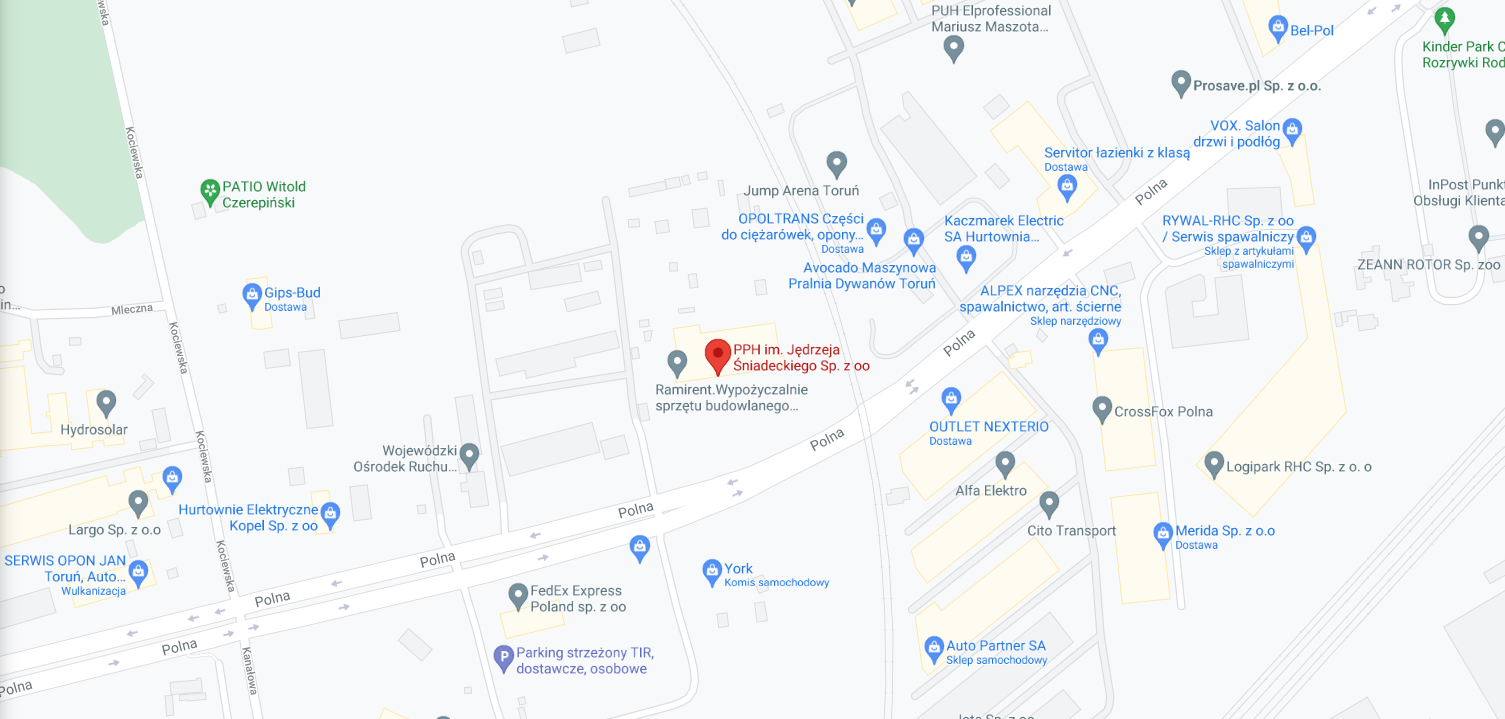 Kociewska
PUH Elprofessional
Mariusz Maszota...
Bel-Pol
Kinder Park
Rozrywki
Prosave.pl Sp. z o.o.
Kociewska
VOX. Salon
drzwi i podłóg
Servitor łazienki z klasą
Dostawa
Jump Arena Toruń
Polna
PATIO Witold
Czerepiński
InPost Punkt
Obsługi Klienta
OPOLTRANS Części
do ciężarówek, opony...
Dostawa
Kaczmarek Electric
SA Hurtownia...
RYWAL-RHC Sp. z oo
/ Serwis spawalniczy
Sklep z artykułami
spawalniczymi
ZEANN ROTOR Sp. zoo
Avocado Maszynowa
Pralnia Dywanów Toruń
Gips-Bud
Dostawa
Mleczna
ALPEX narzędzia CNC,
spawalnictwo, art. ścierne
Sklep narzędziowy
Kociewska
Polna
PPH im. Jędrzeja
Śniadeckiego Sp. z oo
Ramirent.Wypożyczalnie
sprzętu budowlanego...
Hydrosolar
CrossFox Polna
OUTLET NEXTERIO
Dostawa
Polna
Kociewska
Wojewódzki
Ośrodek Ruchu...
Logipark RHC Sp. z o. o
Alfa Elektro
Largo Sp. z o.o
Hurtownie Elektryczne
Kopel Sp. z oo
Polna
Cito Transport
Merida Sp. z o.o
Dostawa
SERWIS OPON JAN
Toruń, Auto...
Wulkanizacja
Kociewska
Polna
York
Komis samochodowy
FedEx Express
Poland sp. z oo
Polna
Polna
Parking strzeżony TIR,
dostawcze, osobowe
Auto Partner SA
Sklep samochodowy
Kanałowa
Polna